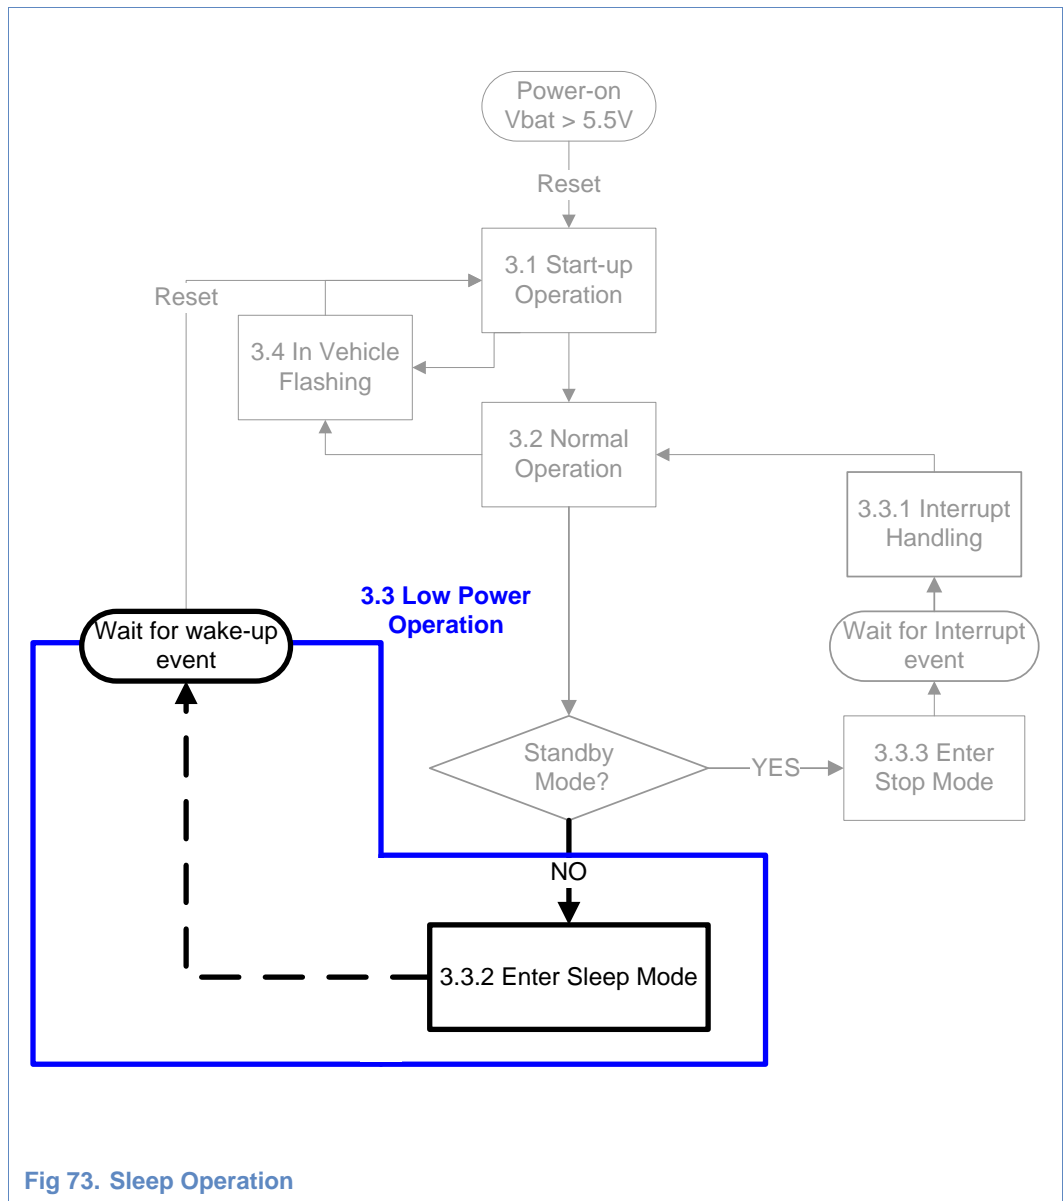 Power-on
Vbat > 5.5V
Reset
3.1 Start-up
Operation
Reset
3.4 In Vehicle
Flashing
3.2 Normal
Operation
3.3.1 Interrupt
Handling
3.3 Low Power
Operation
Wait for wake-up
event
Wait for Interrupt
event
Standby
Mode?
YES
3.3.3 Enter
Stop Mode
NO
3.3.2 Enter Sleep Mode
Fig 73. Sleep Operation